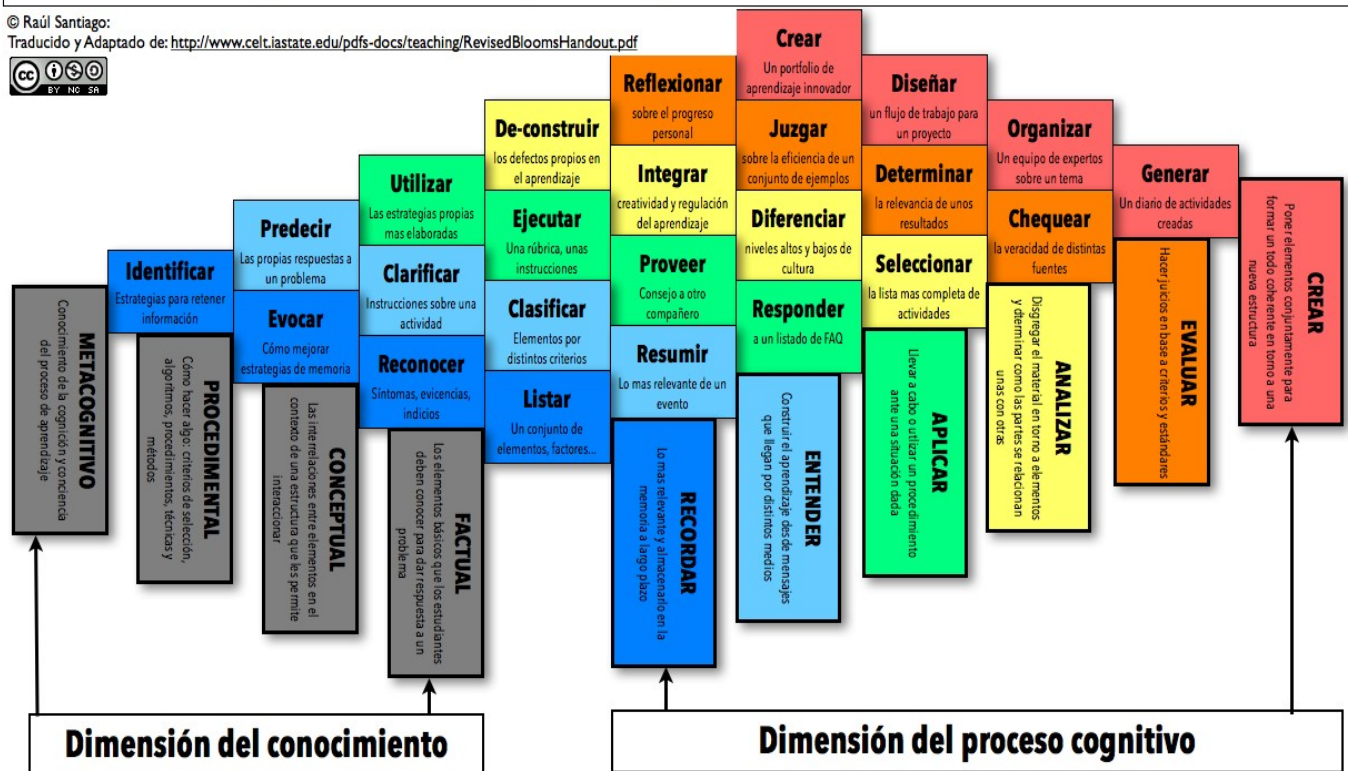 © Raúl Santiago:
Traducido y Adaptado de: http://www.celt.iastate.edu/pdfs-docs/teaching/RevisedBloomsHandout.pdf
cc
BY NC SA
Crear
Un portfolio de
aprendizaje innovador
Reflexionar
sobre el progreso
personal
Diseñar
un flujo de trabajo para
un proyecto
De-construir
los defectos propios en
el aprendizaje
Juzgar
sobre la eficiencia de un
conjunto de ejemplos
Organizar
Un equipo de expertos
sobre un tema
Utilizar
Las estrategias propias
mas elaboradas
Integrar
creatividad y regulación
del aprendizaje
Determinar
la relevancia de unos
resultados
Generar
Un diario de actividades
creadas
Predecir
Las propias respuestas a
un problema
Ejecutar
Una rúbrica, unas
instrucciones
Diferenciar
niveles altos y bajos de
cultura
Chequear
la veracidad de distintas
fuentes
Identificar
Estrategias para retener
información
Clarificar
Instrucciones sobre una
actividad
Proveer
Consejo a otro
compañero
Seleccionar
la lista mas completa de
actividades
Evocar
Cómo mejorar
estrategias de memoria
Clasificar
Elementos por
distintos criterios
Responder
a un listado de FAQ
Reconocer
Síntomas, evicencias,
indicios
Resumir
Lo mas relevante de un
evento
Listar
Un conjunto de
elementos, factores...
METACOGNITIVO
Conocimiento de la cognición y conciencia
del proceso de aprendizaje
PROCEDIMENTAL
Cómo hacer algo: criterios de selección,
algoritmos, procedimientos, técnicas y
métodos
CONCEPTUAL
Las interrelaciones entre elementos en el
contexto de una estructura que les permite
interaccionar
FACTUAL
Los elementos básicos que los estudiantes
deben conocer para dar respuesta a un
problema
RECORDAR
Lo mas relevante y almacenarlo en la
memoria a largo plazo
ENTENDER
Construir el aprendizaje desde mensajes
que llegan por distintos medios
APLICAR
Llevar a cabo o utlizar un procedimiento
ante una situación dada
ANALIZAR
Disgregar el material en torno a elementos
y dterminar como las partes se relacionan
unas con otras
EVALUAR
Hacer juicios en base a criterios y estándares
CREAR
Poner elementos conjuntamente para
formar un todo coherente en torno a una
nueva estructura
Dimensión del conocimiento
Dimensión del proceso cognitivo